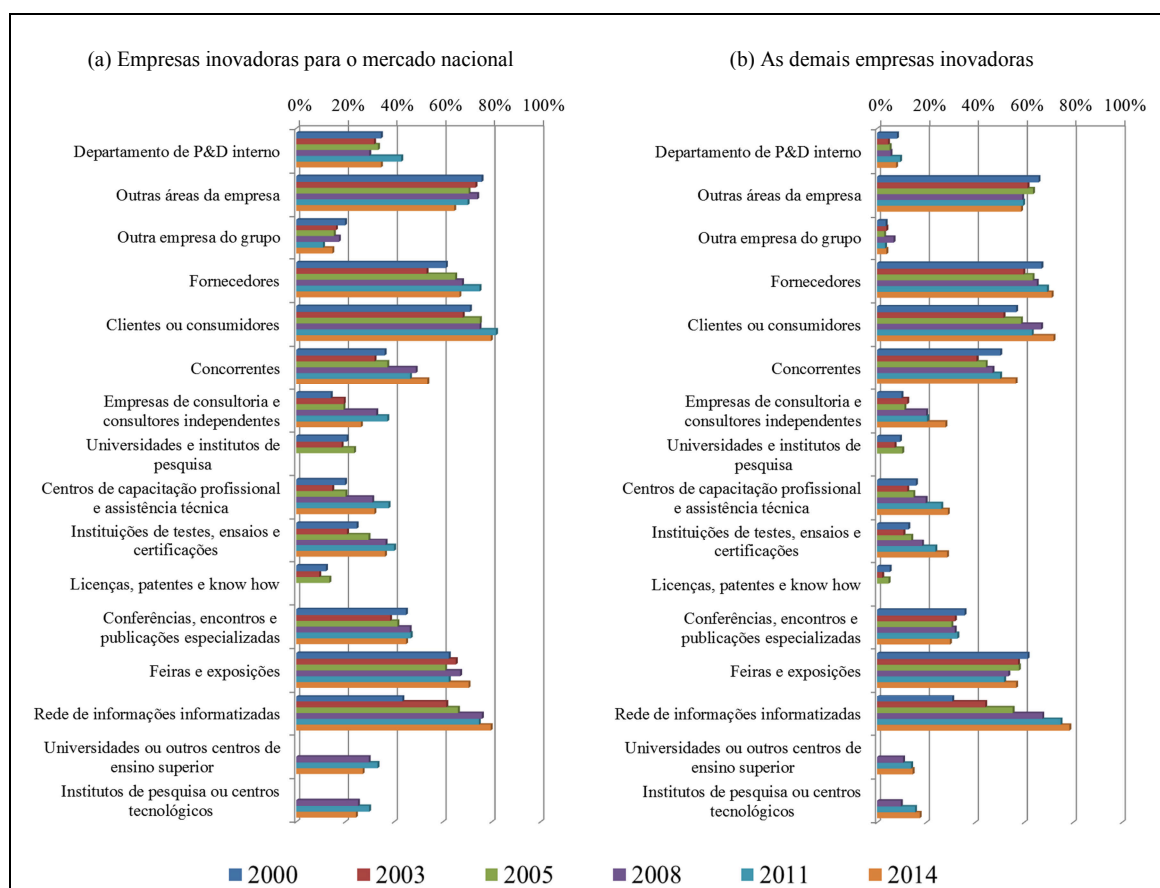 (a) Empresas inovadoras para o mercado nacional
0% 20% 40% 60% 80% 100%
Departamento de P&D interno
Outras áreas da empresa
Outra empresa do grupo
Fornecedores
Clientes ou consumidores
Concorrentes
Empresas de consultoria e
consultores independentes
Universidades e institutos de
pesquisa
Centros de capacitação profissional
e assistência técnica
Instituições de testes, ensaios e
certificações
Licenças, patentes e know how
Conferências, encontros e
publicações especializadas
Feiras e exposições
Rede de informações informatizadas
Universidades ou outros centros de
ensino superior
Institutos de pesquisa ou centros
tecnológicos
(b) As demais empresas inovadoras
0% 20% 40% 60% 80% 100%
Departamento de P&D interno
Outras áreas da empresa
Outra empresa do grupo
Fornecedores
Clientes ou consumidores
Concorrentes
Empresas de consultoria e
consultores independentes
Universidades e institutos de
pesquisa
Centros de capacitação profissional
e assistência técnica
Instituições de testes, ensaios e
certificações
Licenças, patentes e know how
Conferências, encontros e
publicações especializadas
Feiras e exposições
Rede de informações informatizadas
Universidades ou outros centros de
ensino superior
Institutos de pesquisa ou centros
tecnológicos
2000 2003 2005 2008 2011 2014